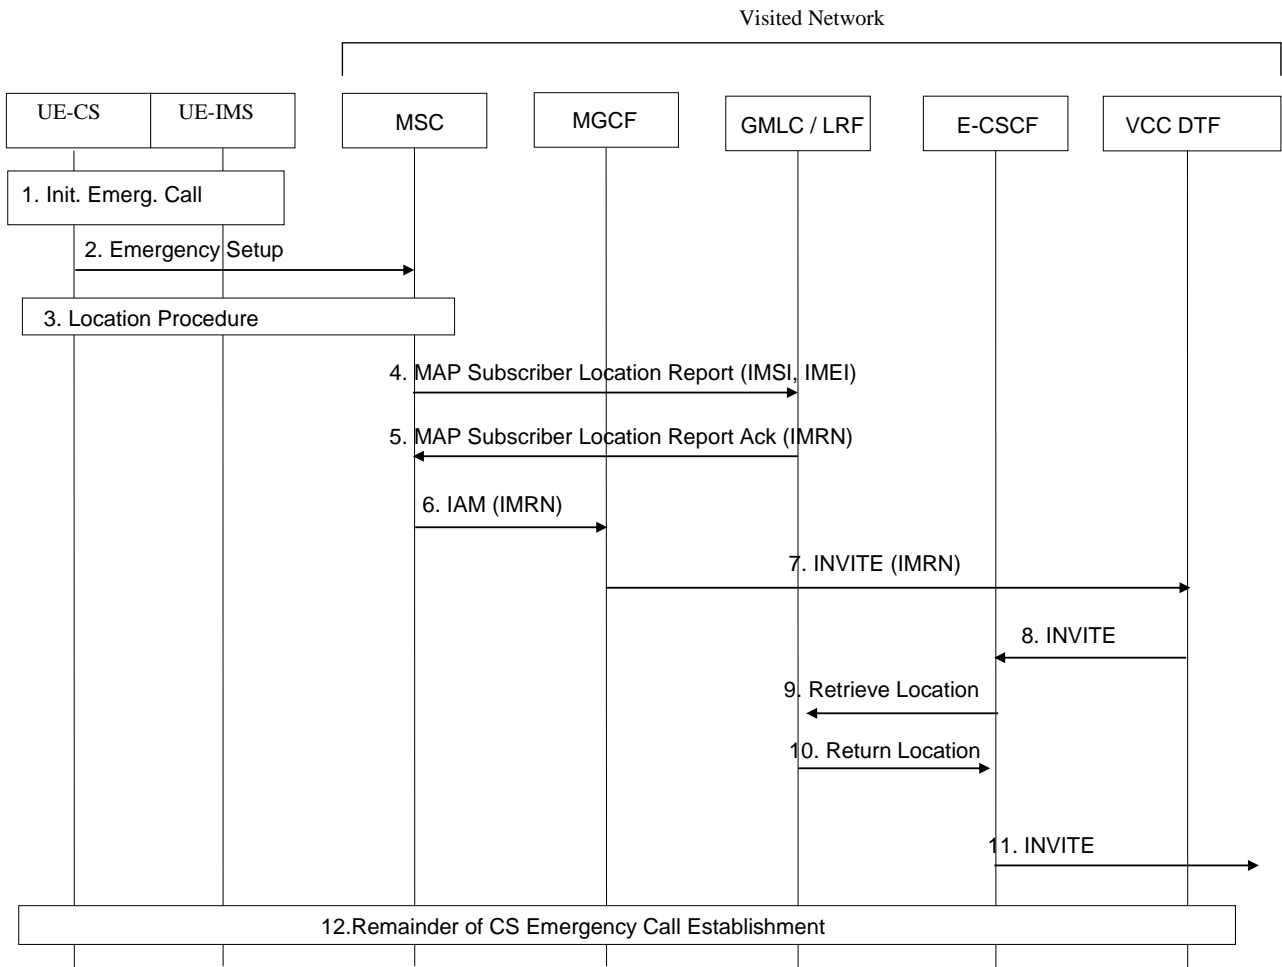 Visited Network
UE-CS
UE-IMS
MSC
MGCF
GMLC / LRF
E-CSCF
VCC DTF
1. Init. Emerg. Call
2. Emergency Setup
3. Location Procedure
4. MAP Subscriber Location Report (IMSI, IMEI)
5. MAP Subscriber Location Report Ack (IMRN)
6. IAM (IMRN)
7. INVITE (IMRN)
8. INVITE
9. Retrieve Location
10. Return Location
11. INVITE
12.Remainder of CS Emergency Call Establishment